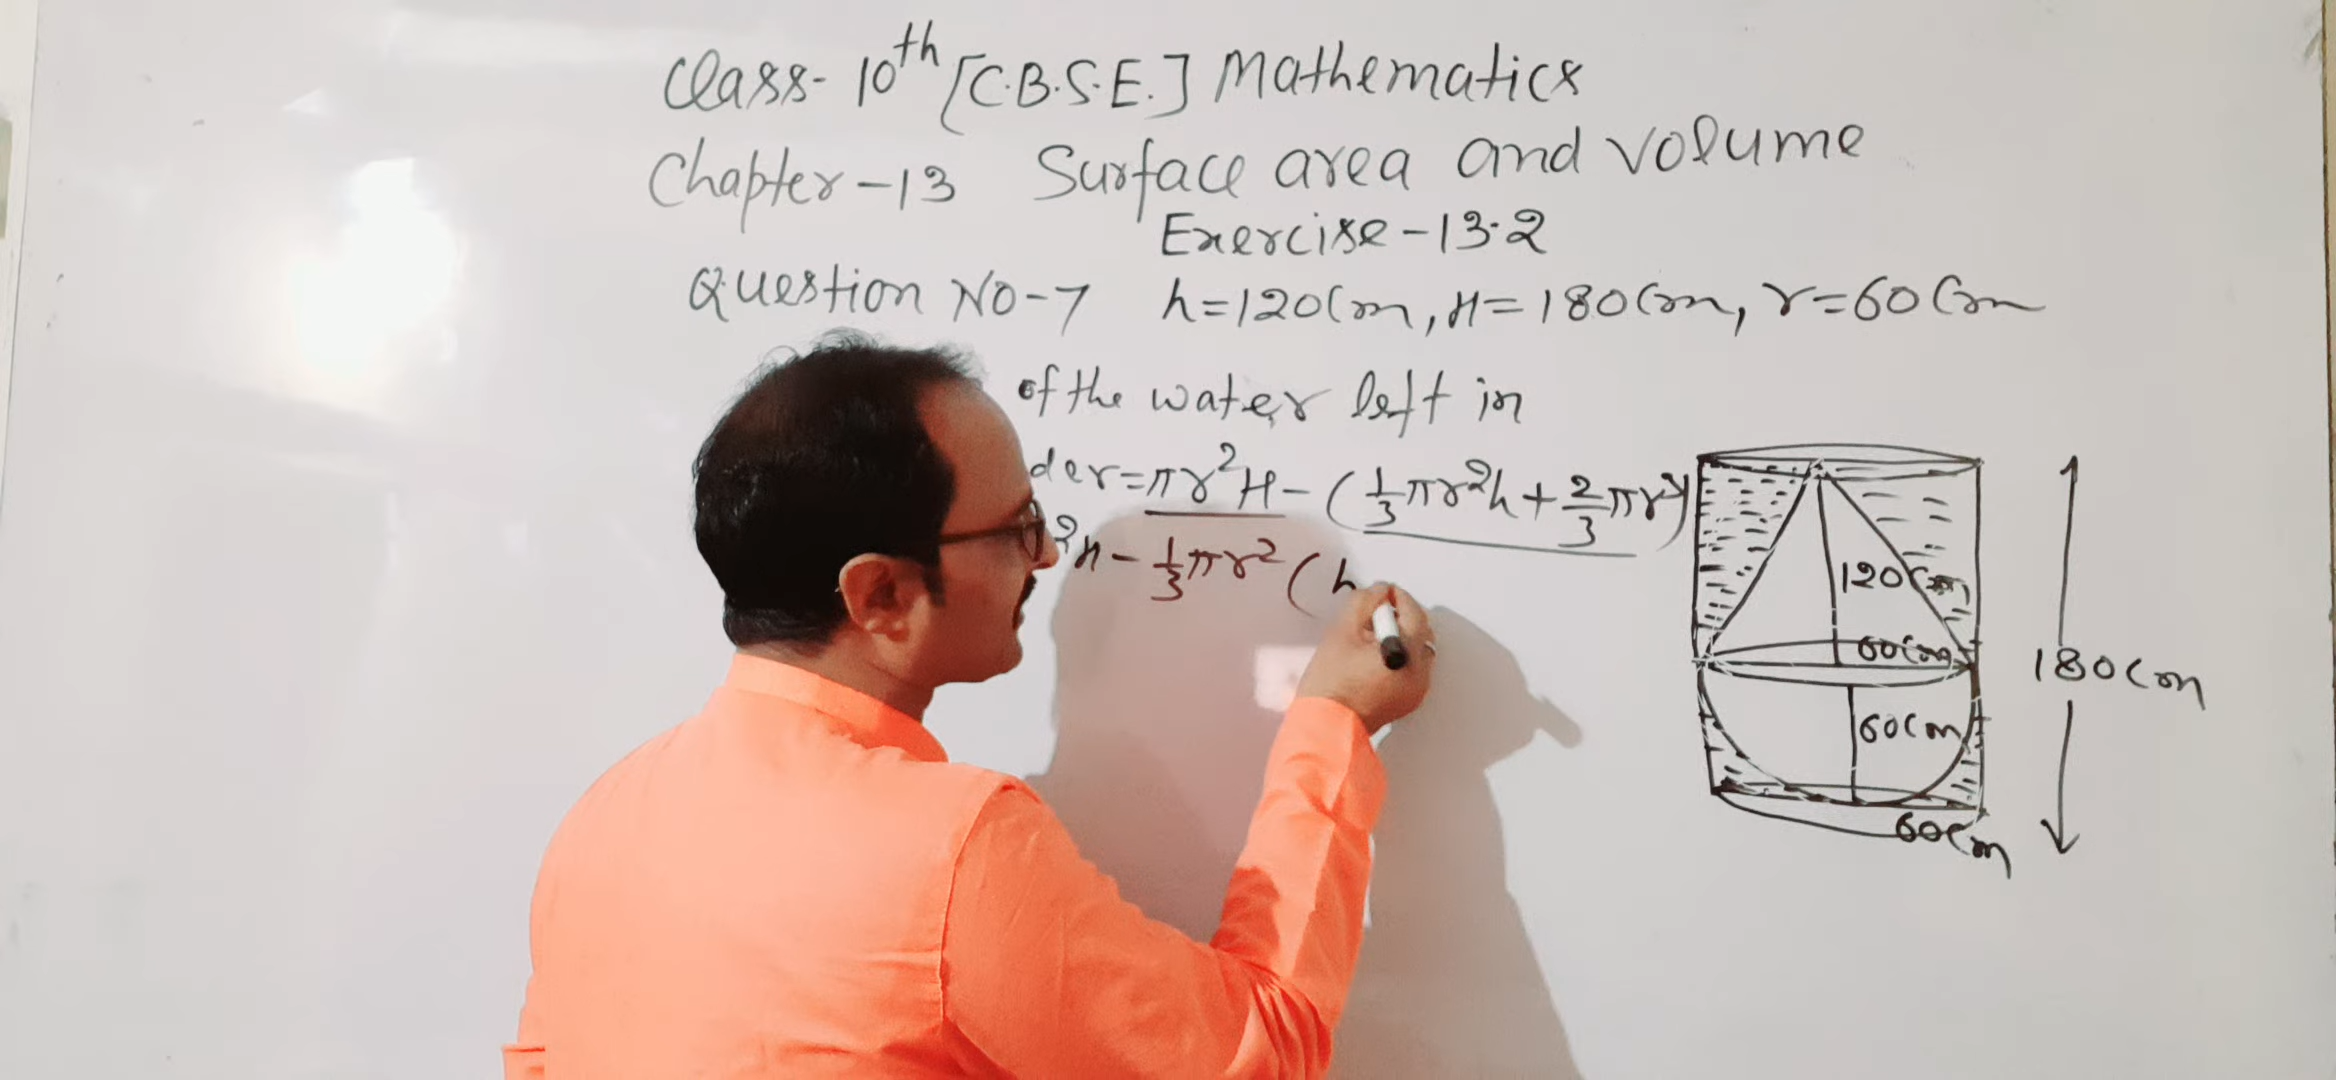 Class- 10th [C.B.S.E.] Mathematics
Chapter-13 Surface area and volume
Exercise-13.2
Question NO-7 h=120Cm, H=180Cm, r=60Cm
of the water left in
der=πr²H-(1/3πr²h+2/3πr³)
²H-1/3πr²(h
120Cm
60Cm
180Cm
60Cm
60Cm